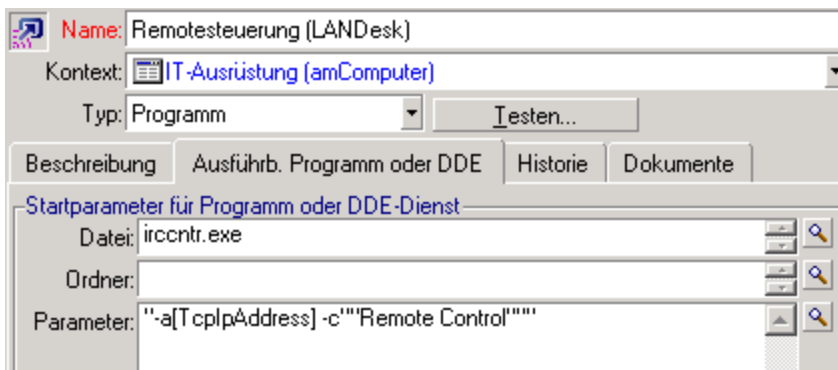 Name: Remotesteuerung (LANDesk)
Kontext: IT-Ausrüstung (amComputer)
Typ: Programm Testen...
Beschreibung Ausführb. Programm oder DDE Historie Dokumente
Startparameter für Programm oder DDE-Dienst
Datei: irccntr.exe
Ordner:
Parameter: "-a[TcpIpAddress] -c""Remote Control"""